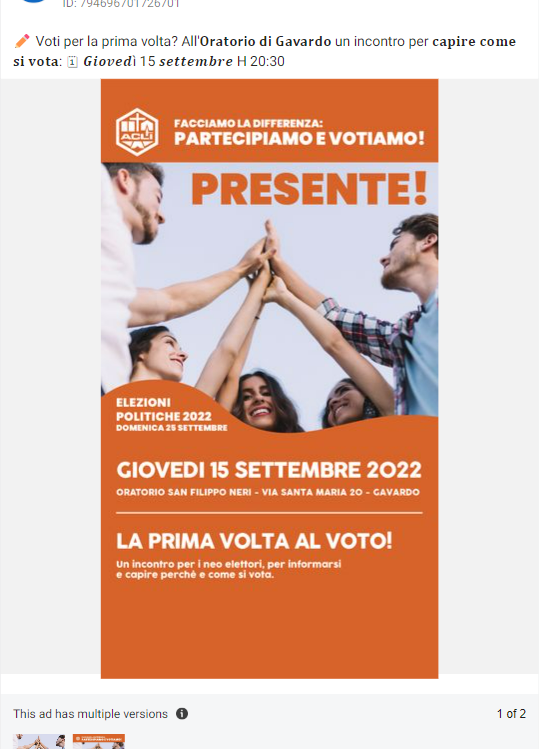 ID: 794696701726701
Voti per la prima volta? All'Oratorio di Gavardo un incontro per capire come
si vota: Giovedì 15 settembre H 20:30
ACLI
FACCIAMO LA DIFFERENZA:
PARTECIPIAMO E VOTIAMO!
PRESENTE!
ELEZIONI
POLITICHE 2022
DOMENICA 25 SETTEMBRE
GIOVEDI 15 SETTEMBRE 2022
ORATORIO SAN FILIPPO NERI - VIA SANTA MARIA 20 - GAVARDO
LA PRIMA VOLTA AL VOTO!
Un incontro per i neo elettori, per informarsi
e capire perchè e come si vota.
This ad has multiple versions
1 of 2